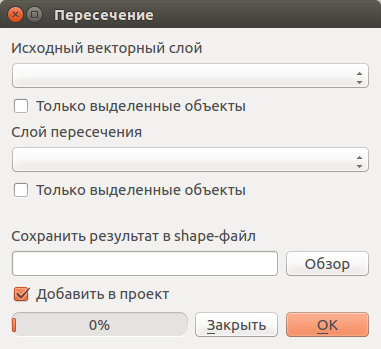 Пересечение
Исходный векторный слой
Только выделенные объекты
Слой пересечения
Только выделенные объекты
Сохранить результат в shape-файл
Обзор
Добавить в проект
0%
Закрыть
OK